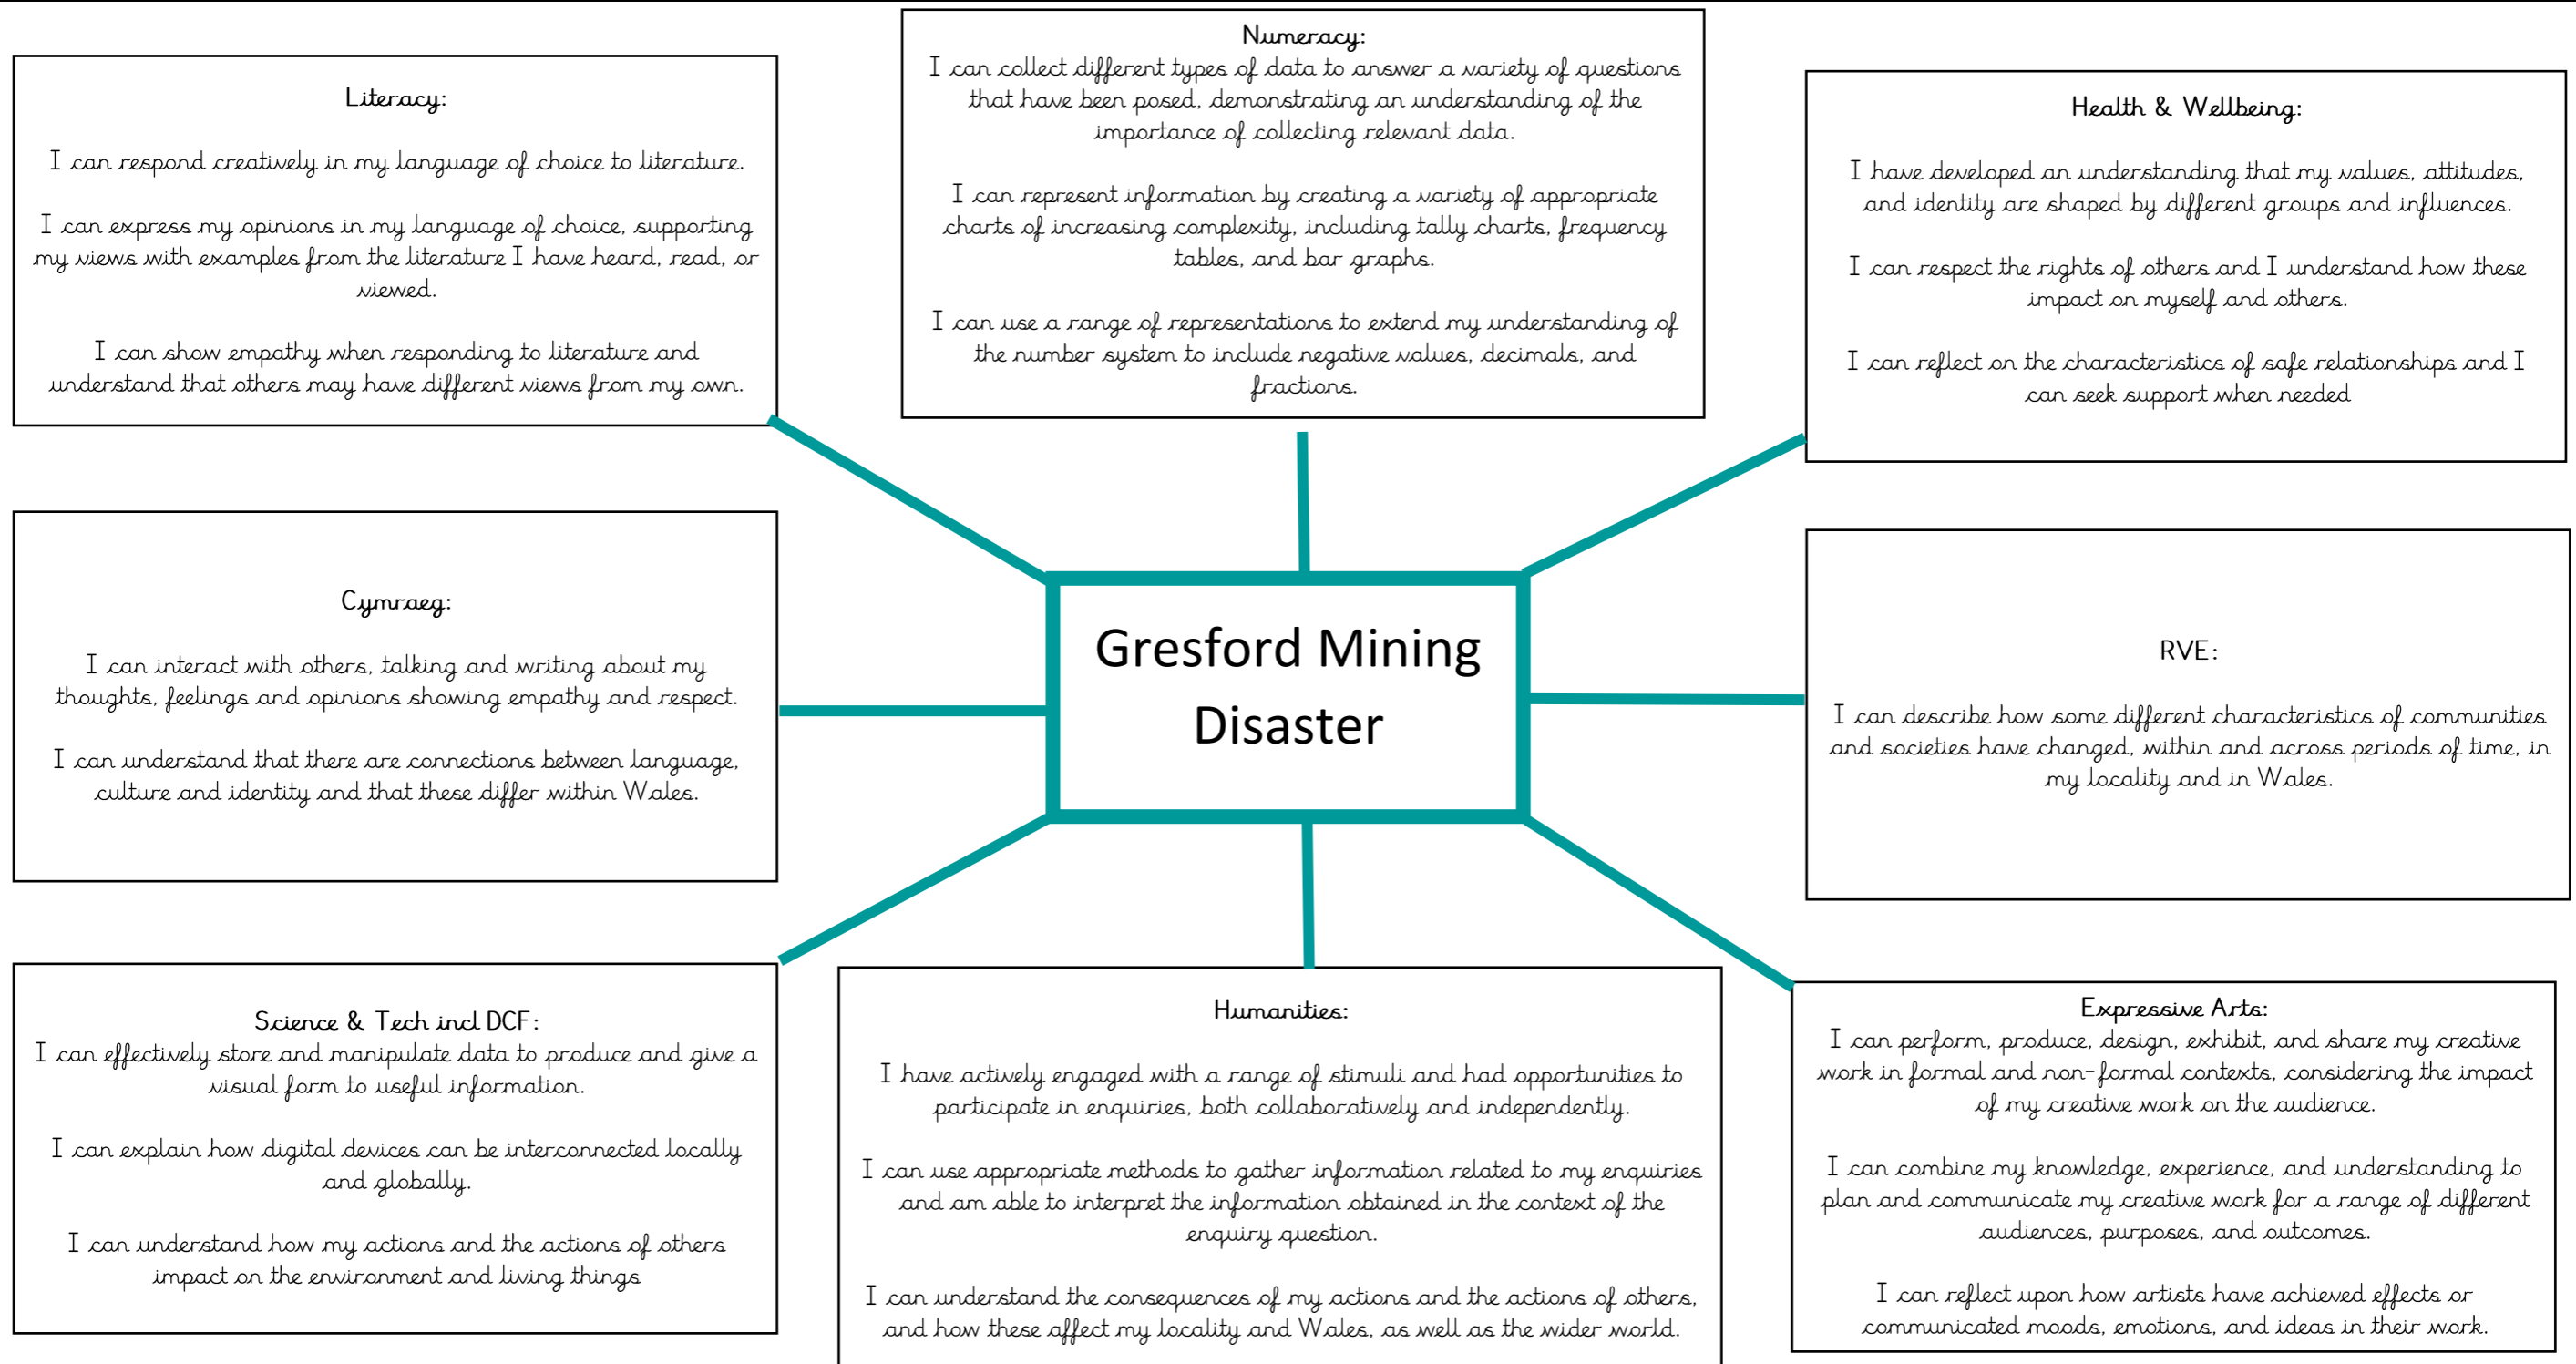 Literacy:
I can respond creatively in my language of choice to literature.
I can express my opinions in my language of choice, supporting
my views with examples from the literature I have heard, read, or
viewed.
I can show empathy when responding to literature and
understand that others may have different views from my own.
Numeracy:
I can collect different types of data to answer a variety of questions
that have been posed, demonstrating an understanding of the
importance of collecting relevant data.
I can represent information by creating a variety of appropriate
charts of increasing complexity, including tally charts, frequency
tables, and bar graphs.
I can use a range of representations to extend my understanding of
the number system to include negative values, decimals, and
fractions.
Health & Wellbeing:
I have developed an understanding that my values, attitudes,
and identity are shaped by different groups and influences.
I can respect the rights of others and I understand how these
impact on myself and others.
I can reflect on the characteristics of safe relationships and I
can seek support when needed
Cymraeg:
I can interact with others, talking and writing about my
thoughts, feelings and opinions showing empathy and respect.
I can understand that there are connections between language,
culture and identity and that these differ within Wales.
Gresford Mining
Disaster
RVE:
I can describe how some different characteristics of communities
and societies have changed, within and across periods of time, in
my locality and in Wales.
Science & Tech incl DCF:
I can effectively store and manipulate data to produce and give a
visual form to useful information.
I can explain how digital devices can be interconnected locally
and globally.
I can understand how my actions and the actions of others
impact on the environment and living things
Humanities:
I have actively engaged with a range of stimuli and had opportunities to
participate in enquiries, both collaboratively and independently.
I can use appropriate methods to gather information related to my enquiries
and am able to interpret the information obtained in the context of the
enquiry question.
I can understand the consequences of my actions and the actions of others,
and how these affect my locality and Wales, as well as the wider world.
Expressive Arts:
I can perform, produce, design, exhibit, and share my creative
work in formal and non-formal contexts, considering the impact
of my creative work on the audience.
I can combine my knowledge, experience, and understanding to
plan and communicate my creative work for a range of different
audiences, purposes, and outcomes.
I can reflect upon how artists have achieved effects or
communicated moods, emotions, and ideas in their work.